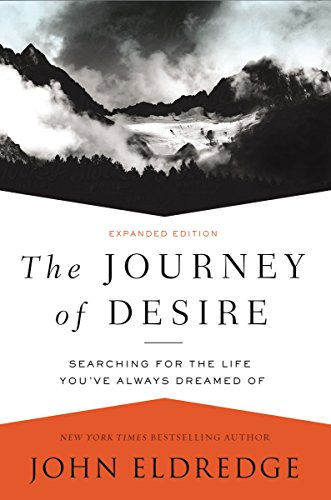 EXPANDED EDITION
The JOURNEY
of DESIRE
SEARCHING FOR THE LIFE
YOU'VE ALWAYS DREAMED OF
NEW YORK TIMES BESTSELLING AUTHOR
JOHN ELDREDGE